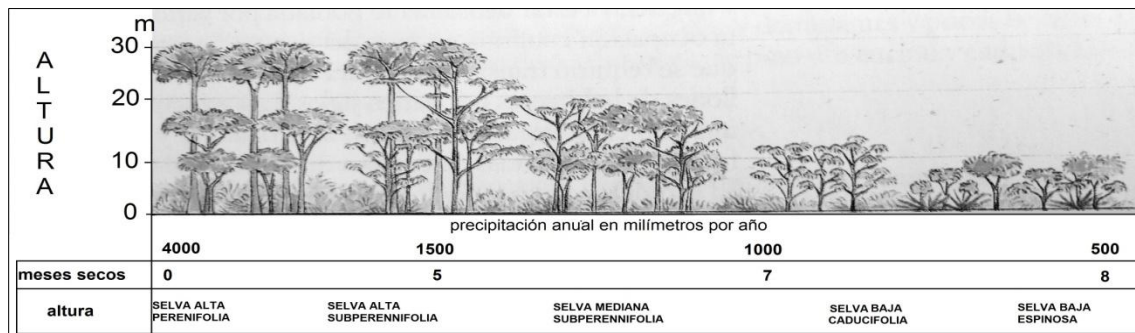 m
ALTURA
30
20
10
0
precipitación anual en milímetros por año
4000 1500 1000 500
meses secos 0 5 7 8
altura
SELVA ALTA
PERENIFOLIA
SELVA ALTA
SUBPERENNIFOLIA
SELVA MEDIANA
SUBPERENNIFOLIA
SELVA BAJA
CADUCIFOLIA
SELVA BAJA
ESPINOSA